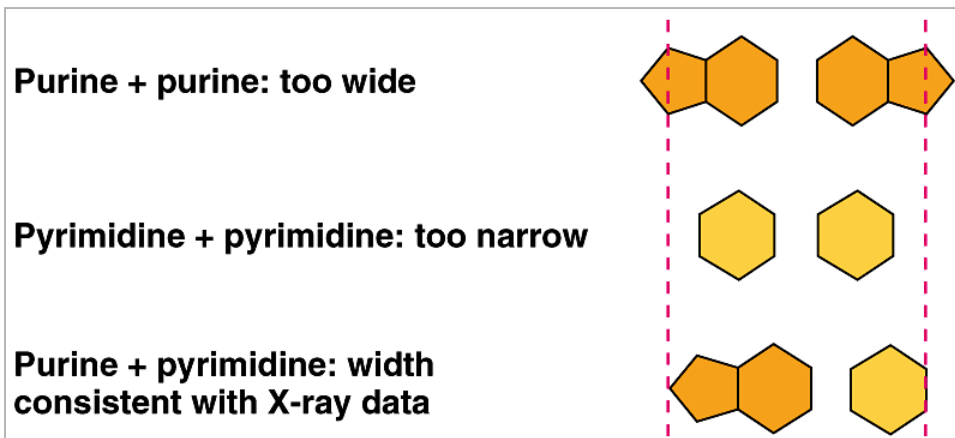 Purine + purine: too wide
Pyrimidine + pyrimidine: too narrow
Purine + pyrimidine: width
consistent with X-ray data